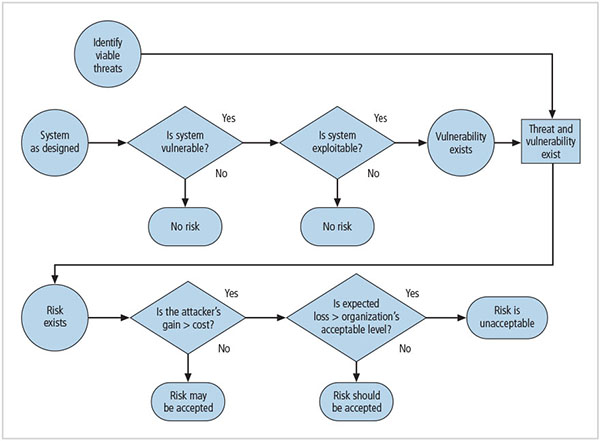 Identify
viable
threats
System
as designed
Is system
vulnerable?
Yes
No
No risk
Is system
exploitable?
Yes
No
No risk
Vulnerability
exists
Threat and
vulnerability
exist
Risk
exists
Is the attacker's
gain > cost?
Yes
No
Risk may
be accepted
Is expected
loss > organization's
acceptable level?
Yes
No
Risk should
be accepted
Risk is
unacceptable